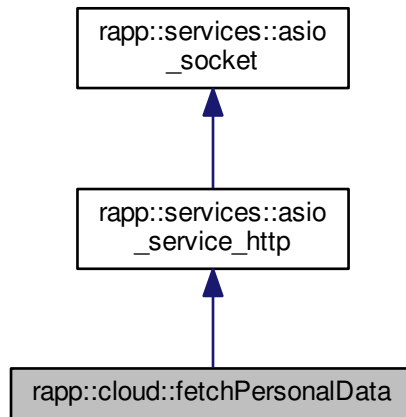 rapp::services::asio
_socket
rapp::services::asio
_service_http
rapp::cloud::fetchPersonalData